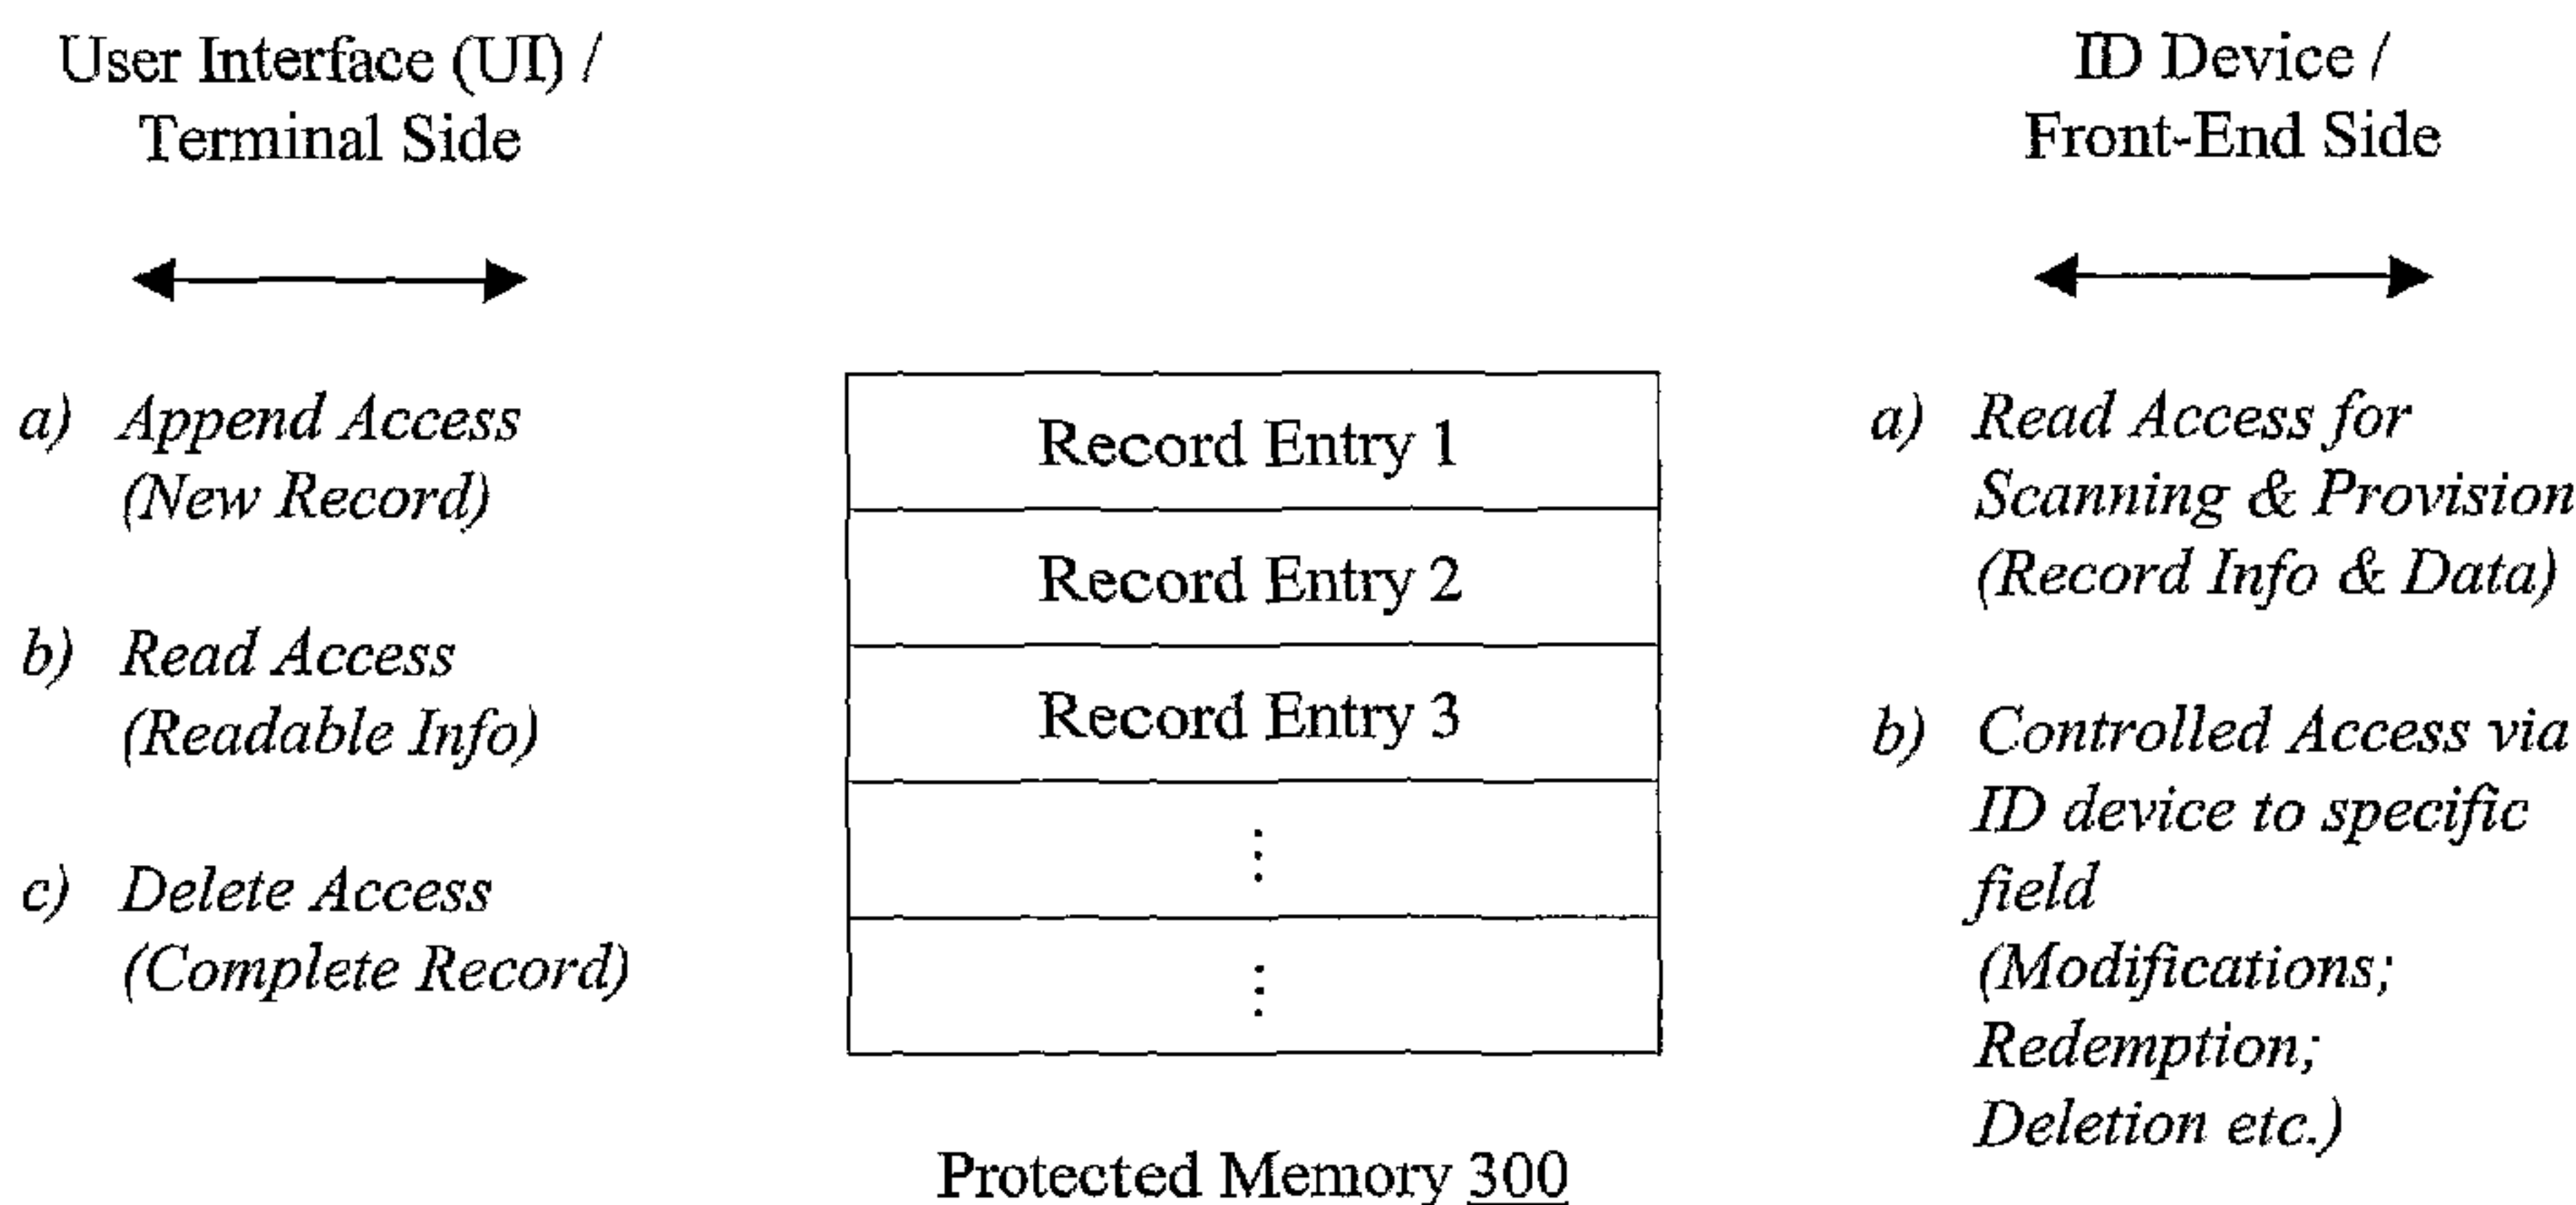 User Interface (UI) /
Terminal Side
a) Append Access
(New Record)
b) Read Access
(Readable Info)
c) Delete Access
(Complete Record)
Record Entry 1
Record Entry 2
Record Entry 3
⋮
⋮
Protected Memory 300
ID Device /
Front-End Side
a) Read Access for
Scanning & Provision
(Record Info & Data)
b) Controlled Access via
ID device to specific
field
(Modifications;
Redemption;
Deletion etc.)